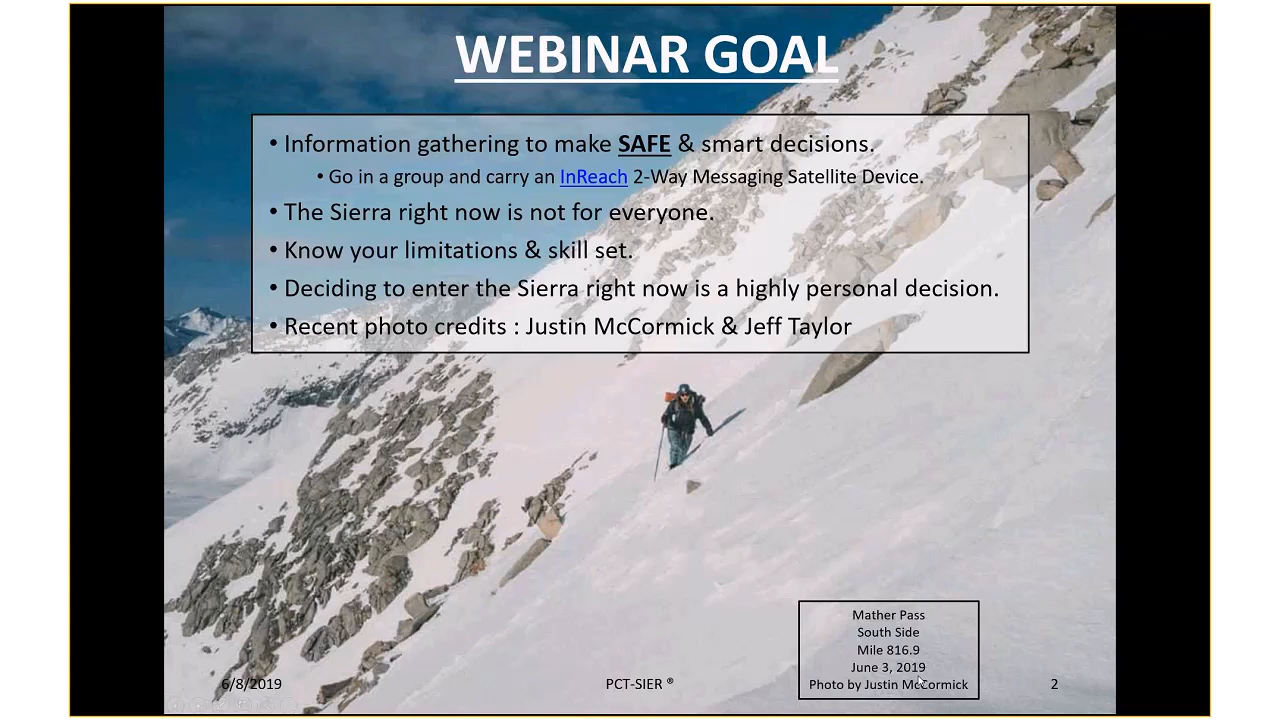 WEBINAR GOAL
• Information gathering to make SAFE & smart decisions.
• Go in a group and carry an InReach 2-Way Messaging Satellite Device.
• The Sierra right now is not for everyone.
• Know your limitations & skill set.
• Deciding to enter the Sierra right now is a highly personal decision.
• Recent photo credits : Justin McCormick & Jeff Taylor
Mather Pass
South Side
Mile 816.9
June 3, 2019
Photo by Justin McCormick
6/8/2019
PCT-SIER ®
2